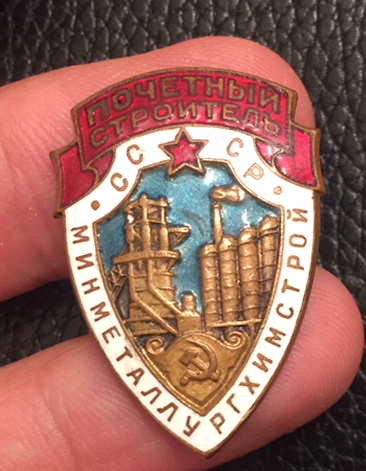 ПОЧЕТНЫЙ
СТРОИТЕЛЬ
СССР
МИНМЕТАЛЛУРГХИМСТРОЙ